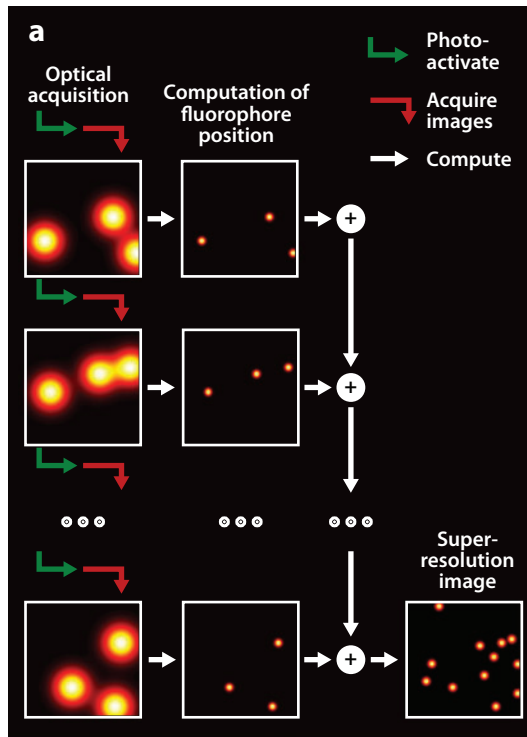 a
Photo-
activate
Acquire
images
Compute
Optical
acquisition
Computation of
fluorophore
position
+
+
Super-
resolution
image
+